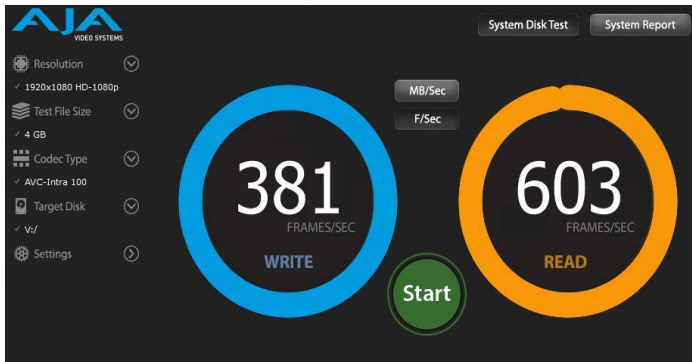 AJA
VIDEO SYSTEMS
System Disk Test
System Report
Resolution
✓ 1920x1080 HD-1080p
Test File Size
✓ 4 GB
Codec Type
✓ AVC-Intra 100
Target Disk
✓ V:/
Settings
MB/Sec
F/Sec
381
FRAMES/SEC
WRITE
603
FRAMES/SEC
READ
Start